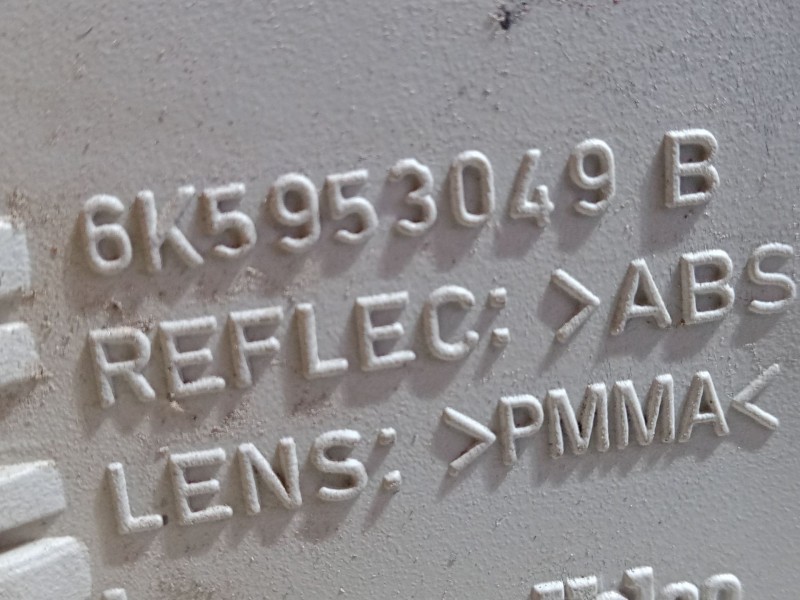 6K5953049 B
REFLEC: >ABS
LENS: >PMMA<